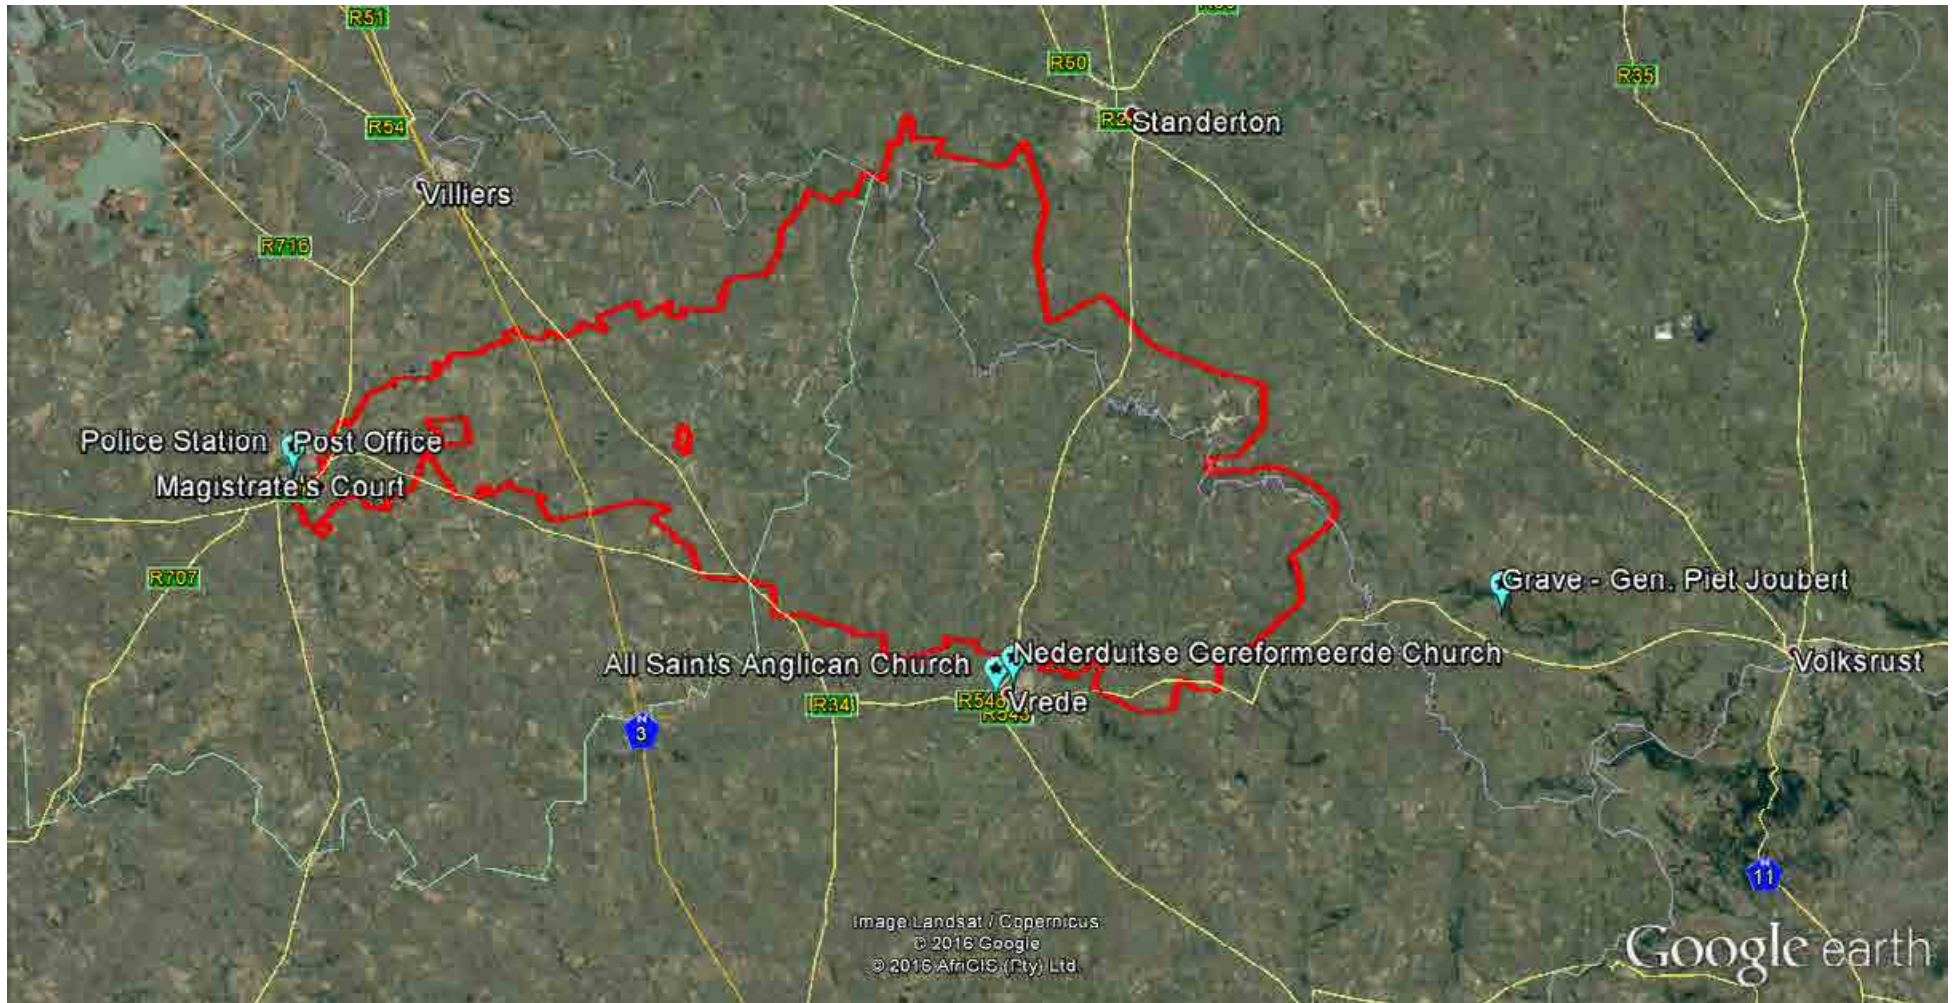 R51
R50
R35
R54
Standerton
Villiers
R716
Police Station
Post Office
Magistrate's Court
R707
Grave - Gen. Piet Joubert
Nederduitse Gereformeerde Church
All Saints Anglican Church
Volksrust
Vrede
R34
R546
R543
N
3
N
11
Image Landsat / Copernicus
© 2016 Google
© 2016 AfriGIS (Pty) Ltd.
Google earth